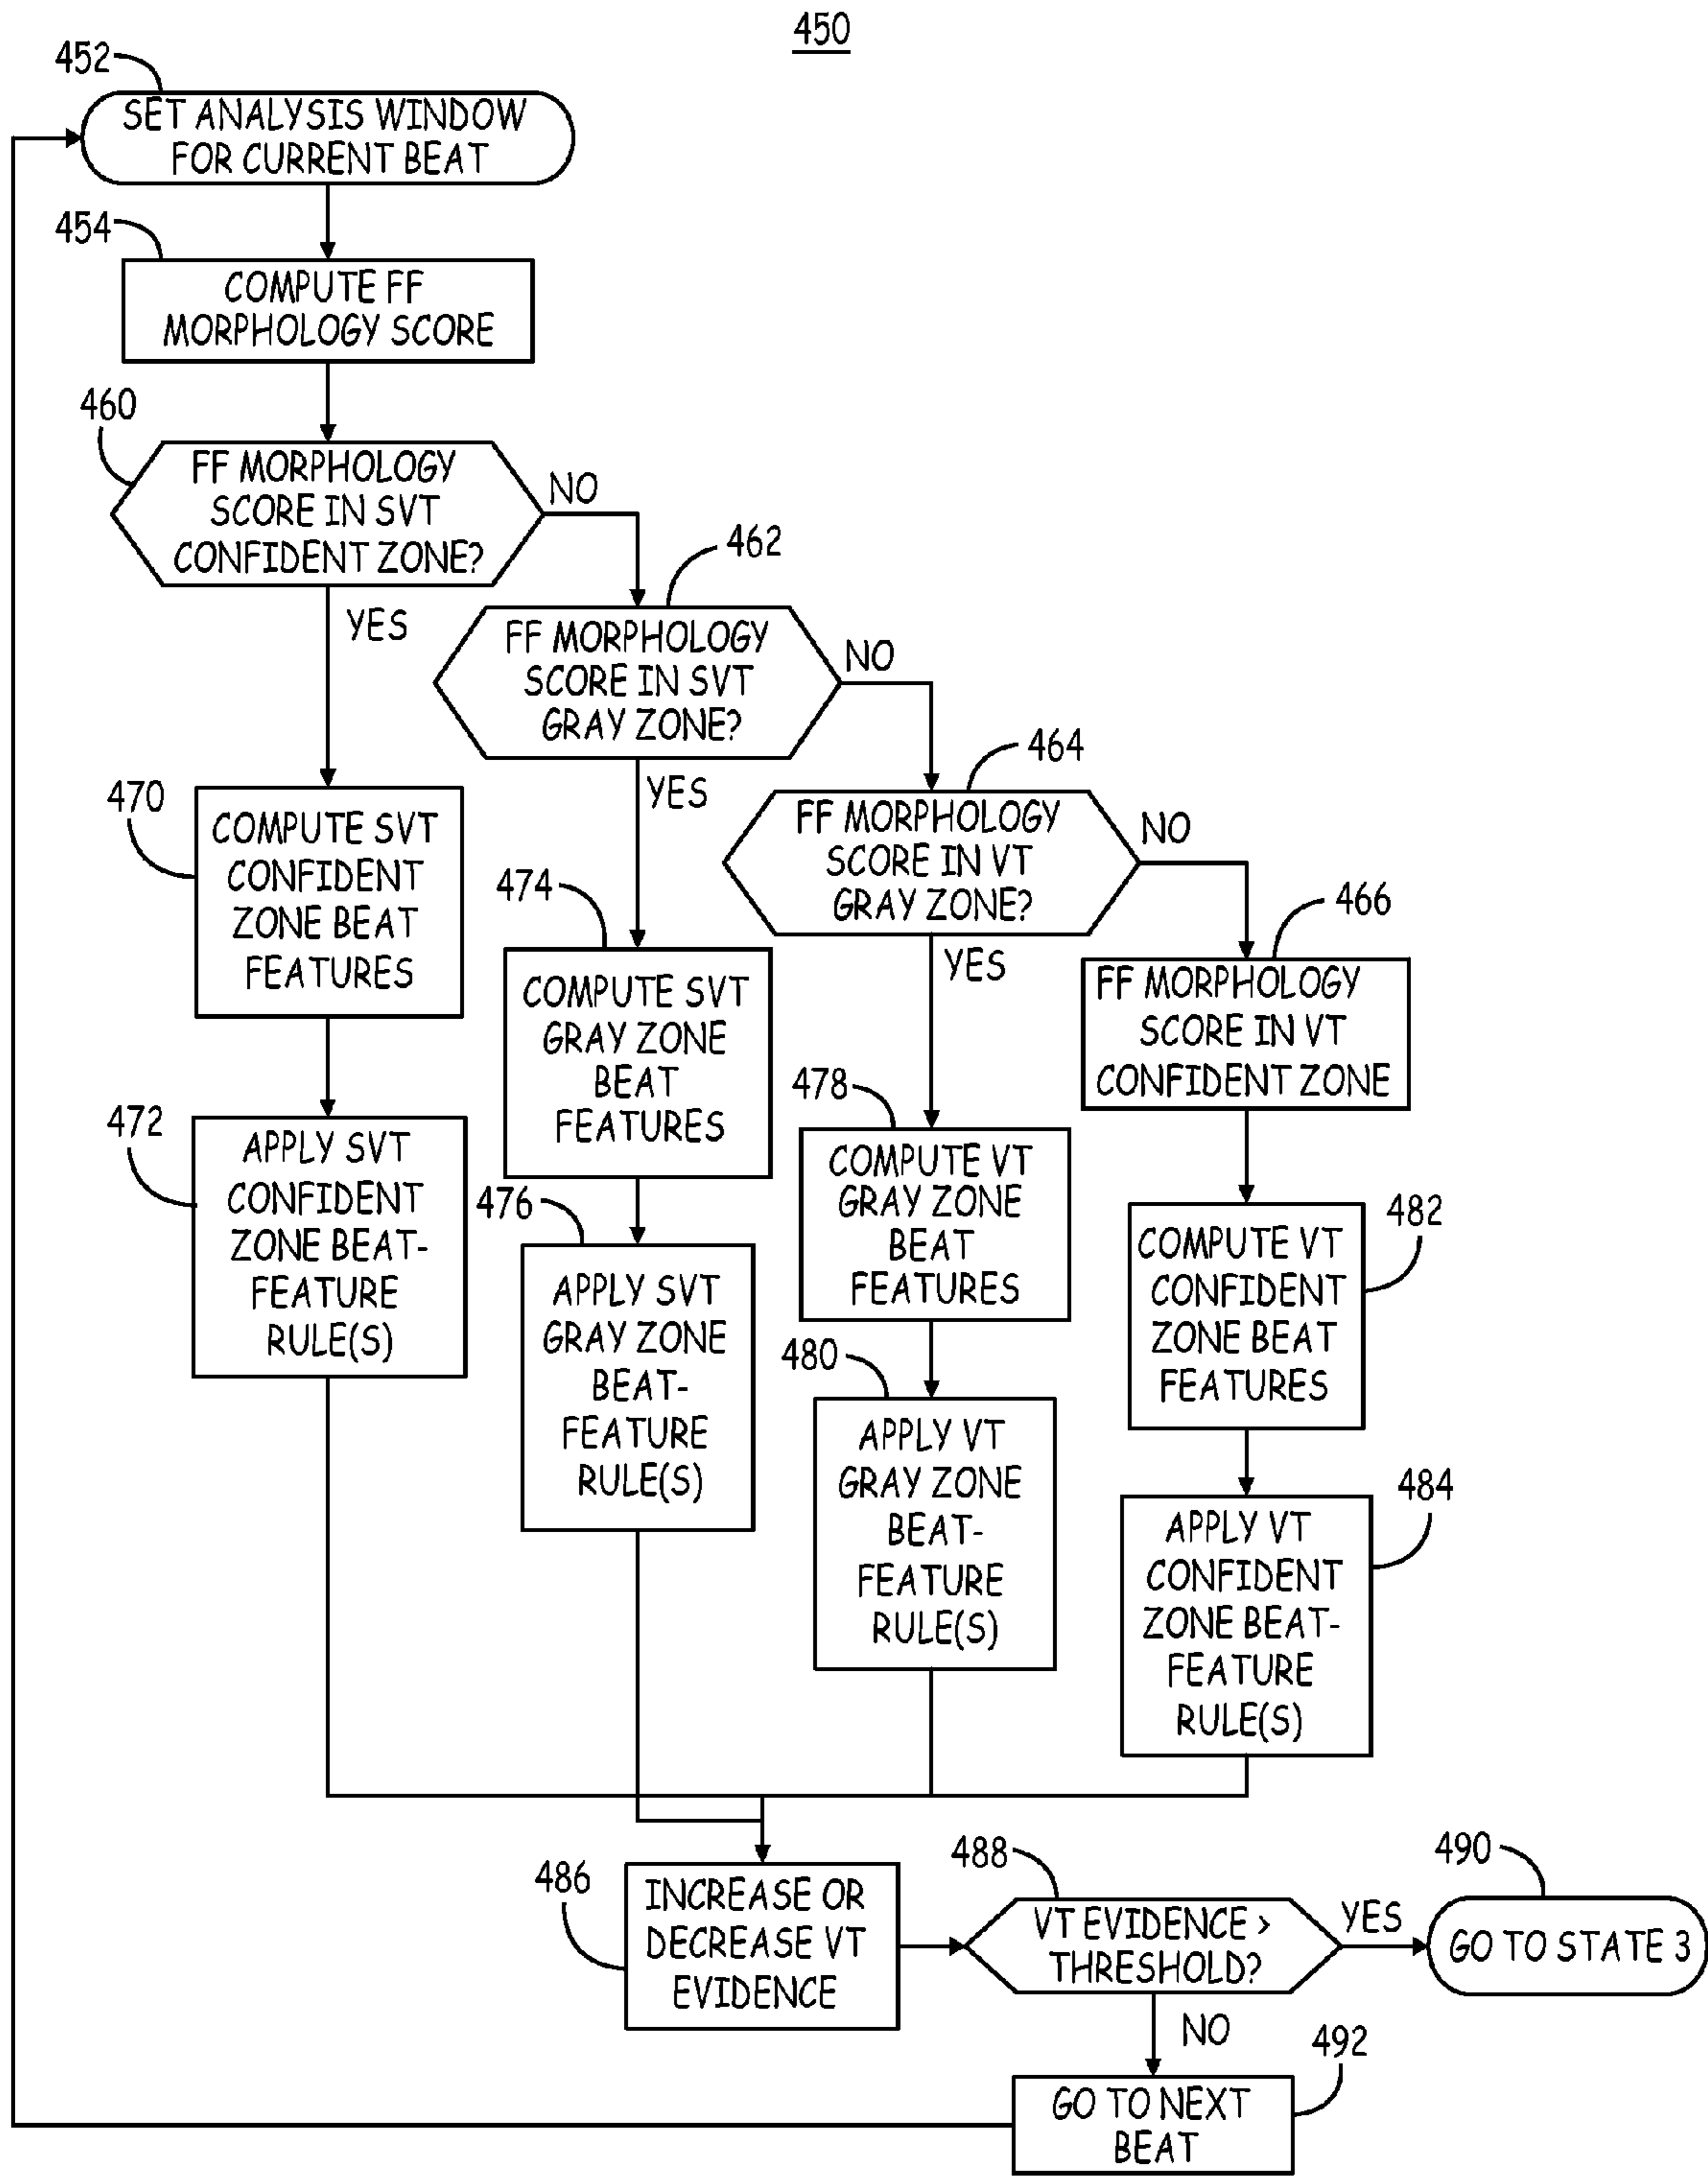 450
452
SET ANALYSIS WINDOW
FOR CURRENT BEAT
454
COMPUTE FF
MORPHOLOGY SCORE
460
FF MORPHOLOGY
SCORE IN SVT
CONFIDENT ZONE?
NO
YES
462
FF MORPHOLOGY
SCORE IN SVT
GRAY ZONE?
NO
YES
464
FF MORPHOLOGY
SCORE IN VT
GRAY ZONE?
NO
YES
466
FF MORPHOLOGY
SCORE IN VT
CONFIDENT ZONE
470
COMPUTE SVT
CONFIDENT
ZONE BEAT
FEATURES
472
APPLY SVT
CONFIDENT
ZONE BEAT-
FEATURE
RULE(S)
474
COMPUTE SVT
GRAY ZONE
BEAT
FEATURES
476
APPLY SVT
GRAY ZONE
BEAT-
FEATURE
RULE(S)
478
COMPUTE VT
GRAY ZONE
BEAT
FEATURES
480
APPLY VT
GRAY ZONE
BEAT-
FEATURE
RULE(S)
482
COMPUTE VT
CONFIDENT
ZONE BEAT
FEATURES
484
APPLY VT
CONFIDENT
ZONE BEAT-
FEATURE
RULE(S)
486
INCREASE OR
DECREASE VT
EVIDENCE
488
VT EVIDENCE >
THRESHOLD?
YES
NO
490
GO TO STATE 3
492
GO TO NEXT
BEAT